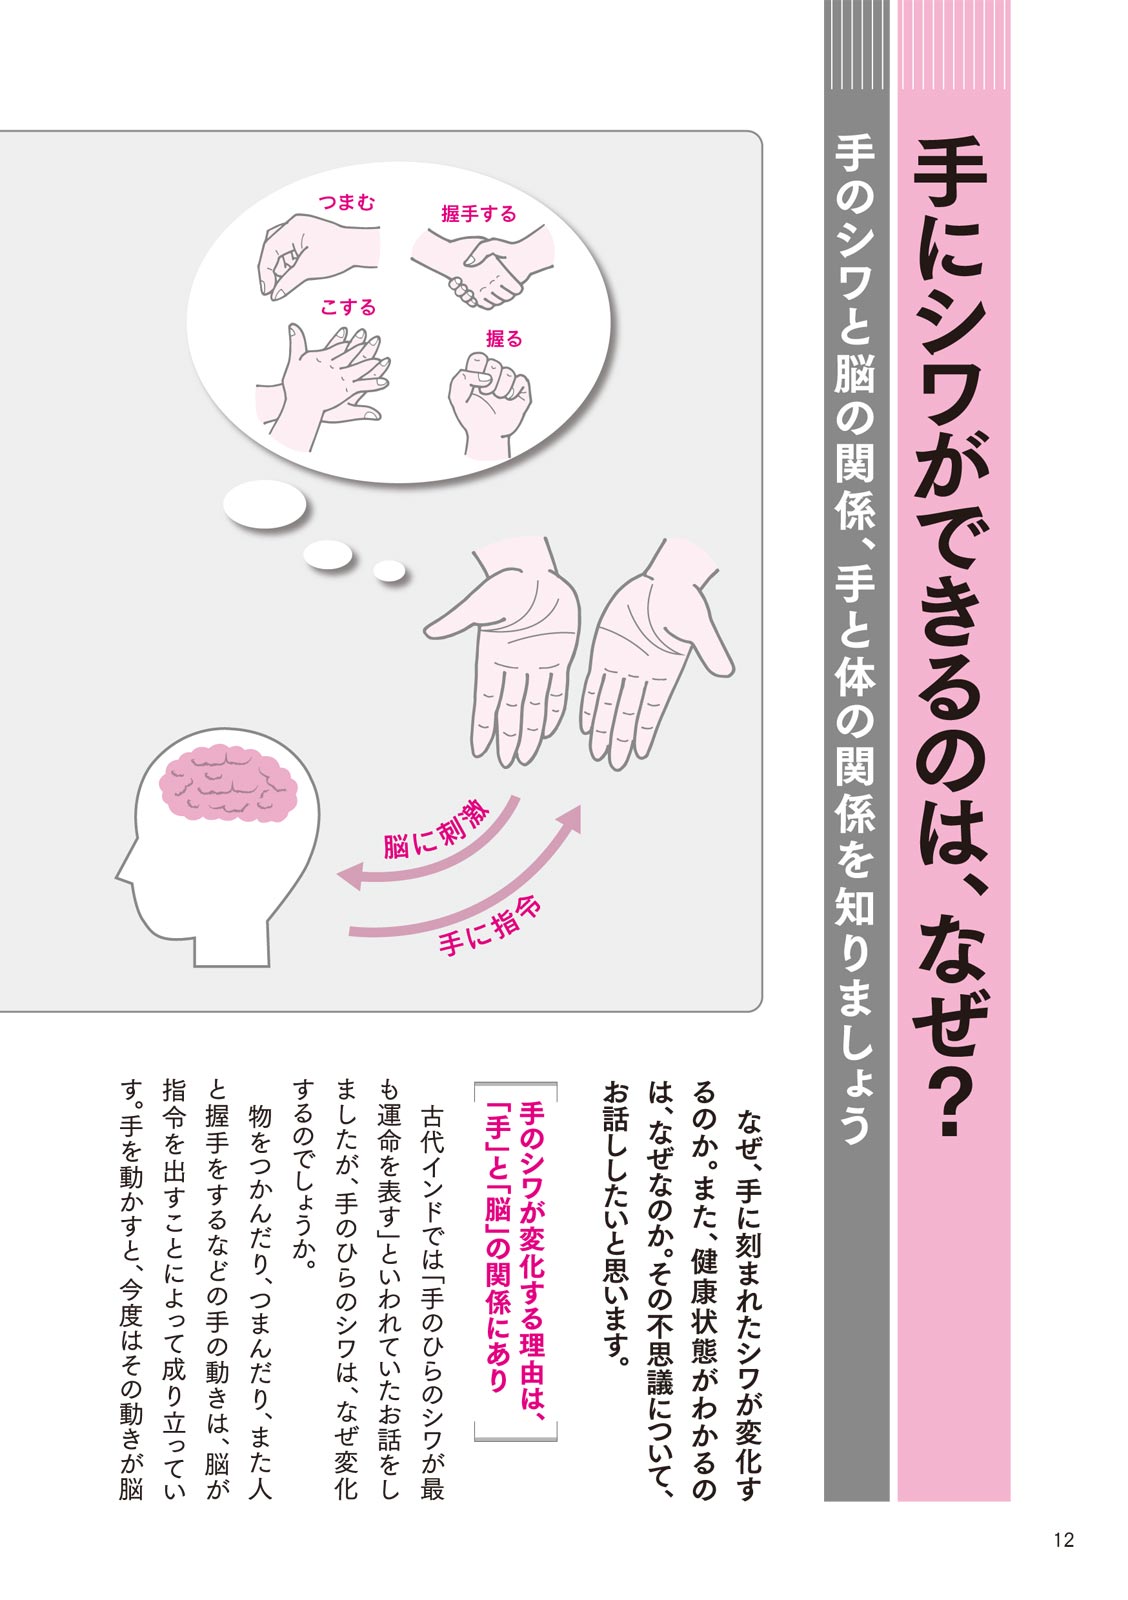 手にシワができるのは、なぜ?
手のシワと脳の関係、手と体の関係を知りましょう
握手する
つまむ
握る
こする
脳に刺激
手に指令
なぜ、手に刻まれたシワが変化す
るのか。また、健康状態がわかるの
は、なぜなのか。その不思議について、
お話ししたいと思います。
手のシワが変化する理由は、
「手」と「脳」の関係にあり
古代インドでは「手のひらのシワが最
も運命を表す」といわれていたお話をし
ましたが、手のひらのシワは、なぜ変化
するのでしょうか。
物をつかんだり、つまんだり、また人
と握手をするなどの手の動きは、脳が
指令を出すことによって成り立ってい
す。手を動かすと、今度はその動きが脳
12